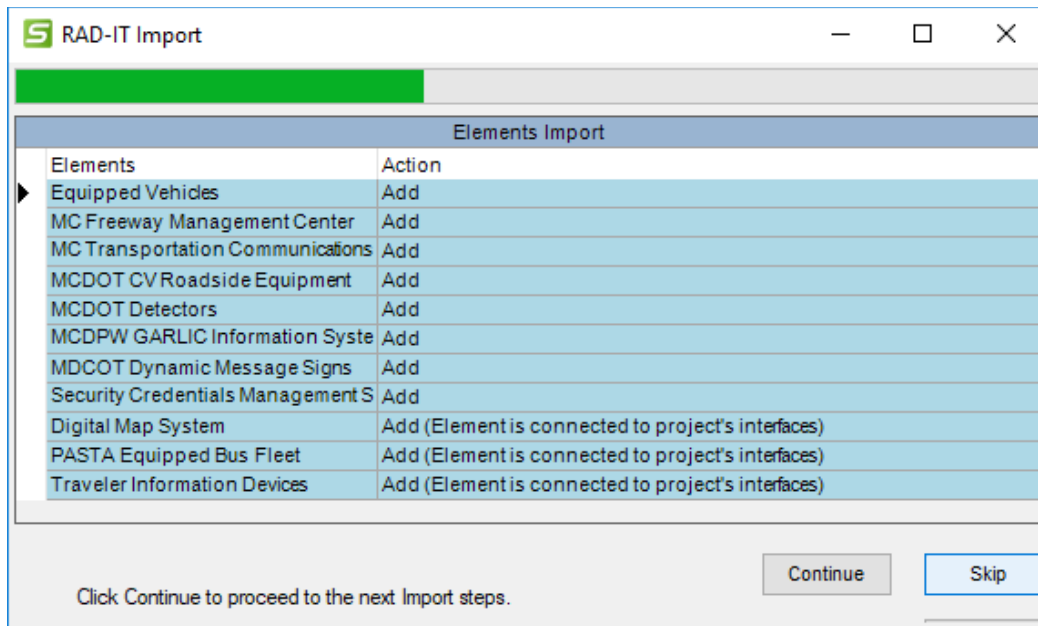 RAD-IT Import
Elements Import
Elements Action
Equipped Vehicles Add
MC Freeway Management Center Add
MC Transportation Communications Add
MCDOT CV Roadside Equipment Add
MCDOT Detectors Add
MCDPW GARLIC Information Syste Add
MDCOT Dynamic Message Signs Add
Security Credentials Management S Add
Digital Map System Add (Element is connected to project's interfaces)
PASTA Equipped Bus Fleet Add (Element is connected to project's interfaces)
Traveler Information Devices Add (Element is connected to project's interfaces)
Continue Skip
Click Continue to proceed to the next Import steps.